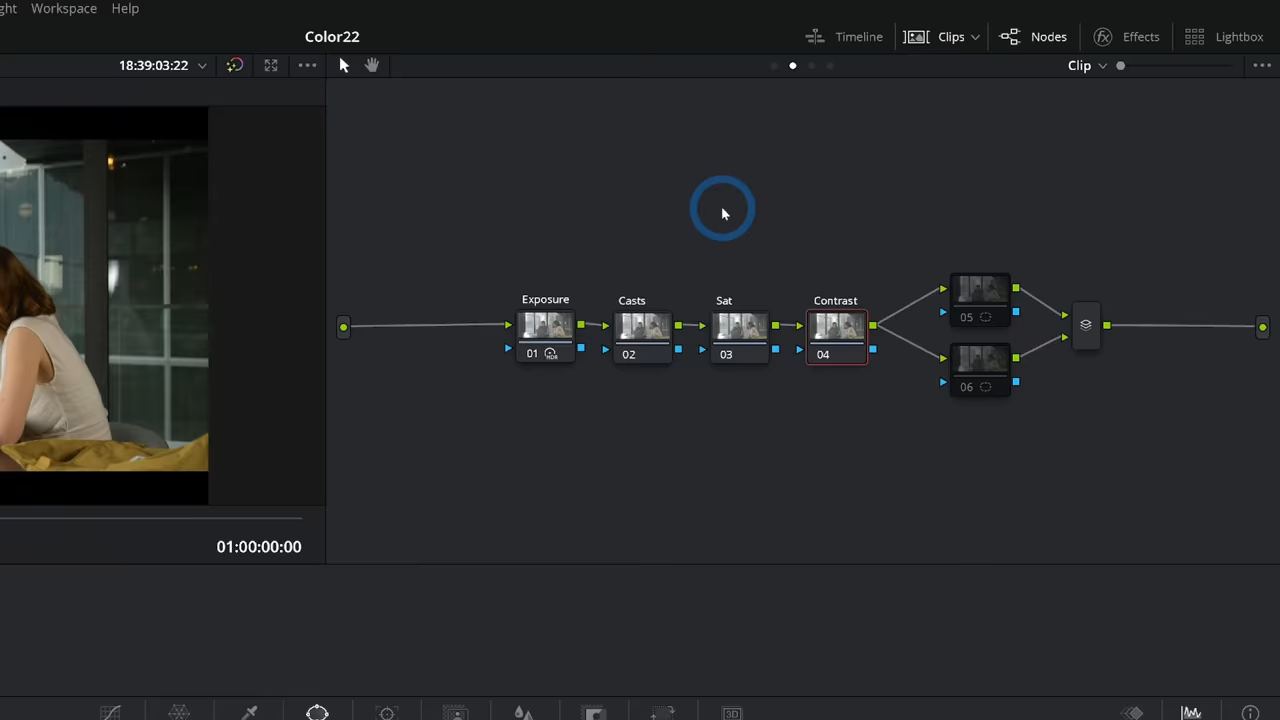 ght Workspace Help
Color22
Timeline Clips Nodes Effects Lightbox
18:39:03:22
Clip
Exposure Casts Sat Contrast
01 HDR 02 03 04
05
06
01:00:00:00
3D